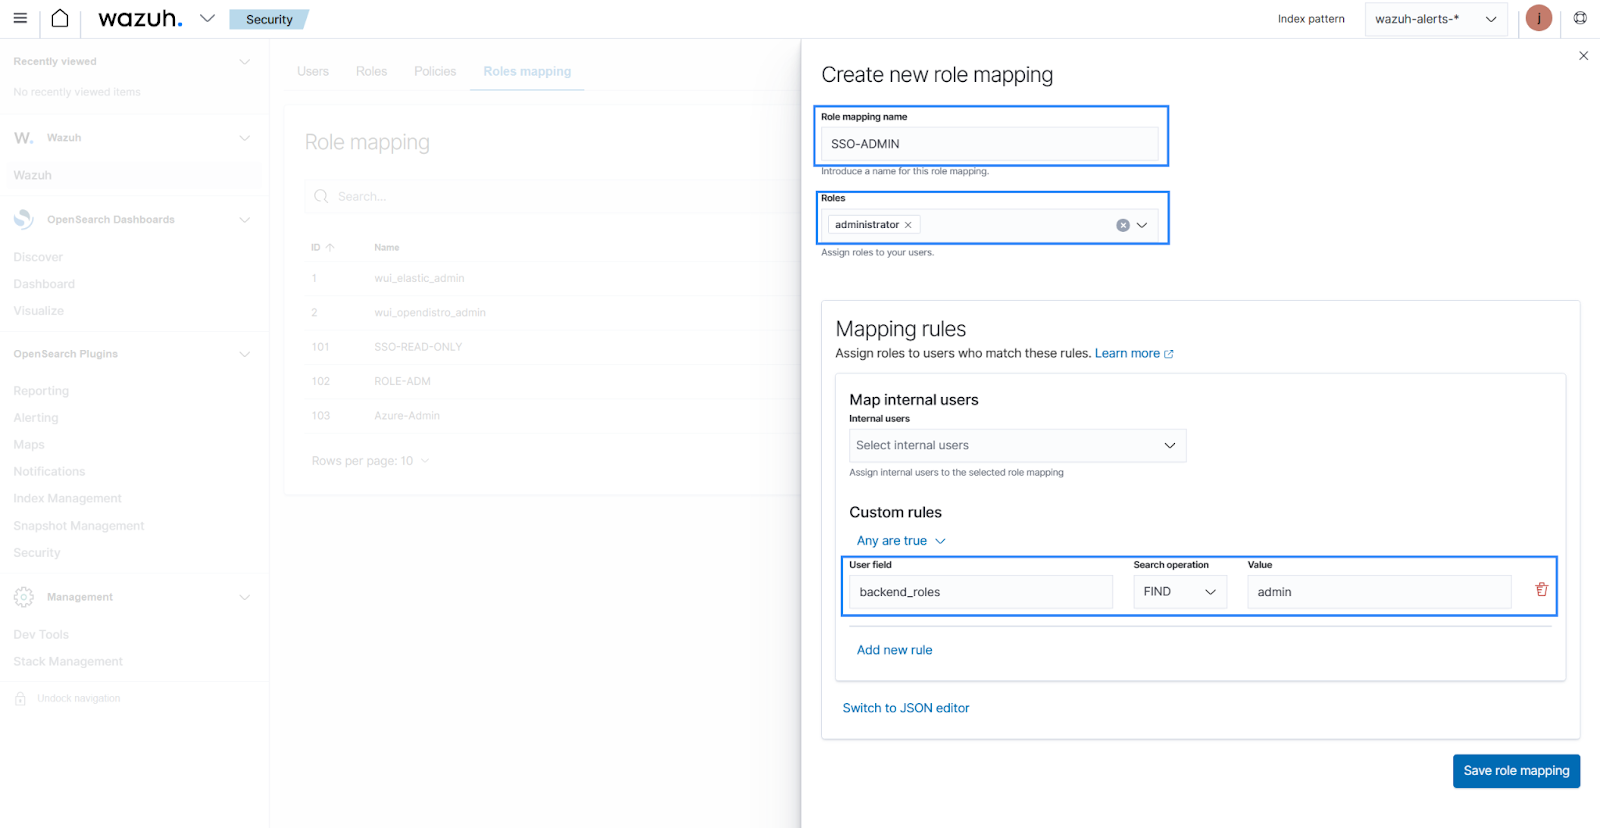 wazuh.
Security
Index pattern
wazuh-alerts-*
j
Recently viewed
No recently viewed items
W. Wazuh
Wazuh
OpenSearch Dashboards
Discover
Dashboard
Visualize
OpenSearch Plugins
Reporting
Alerting
Maps
Notifications
Index Management
Snapshot Management
Security
Management
Dev Tools
Stack Management
Undock navigation
Users Roles Policies Roles mapping
Role mapping
Search...
ID Name
1 wui_elastic_admin
2 wui_opendistro_admin
101 SSO-READ-ONLY
102 ROLE-ADM
103 Azure-Admin
Rows per page: 10
Create new role mapping
Role mapping name
SSO-ADMIN
Introduce a name for this role mapping.
Roles
administrator
Assign roles to your users.
Mapping rules
Assign roles to users who match these rules. Learn more
Map internal users
Internal users
Select internal users
Assign internal users to the selected role mapping
Custom rules
Any are true
User field Search operation Value
backend_roles FIND admin
Add new rule
Switch to JSON editor
Save role mapping